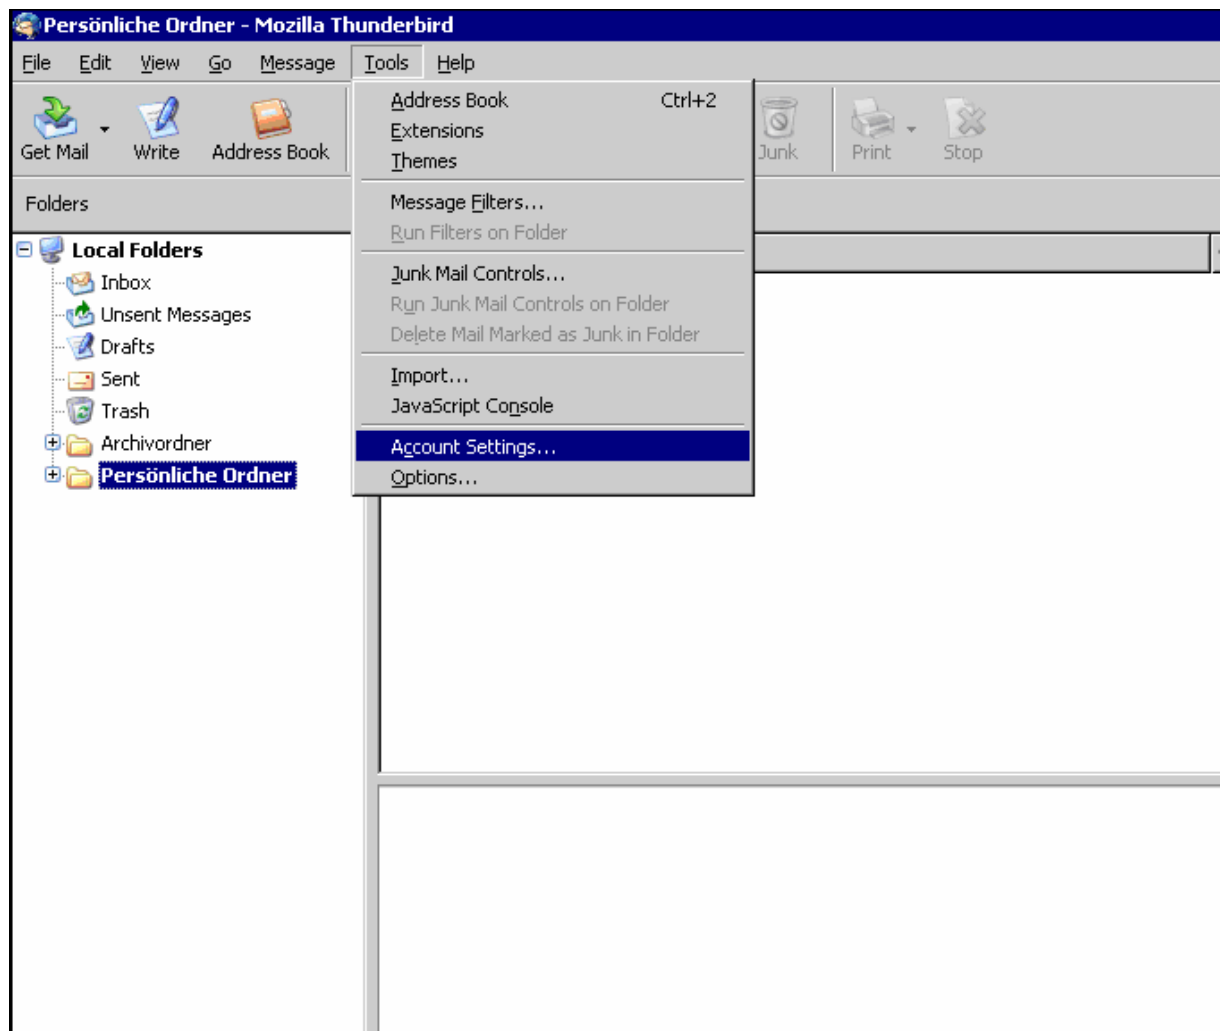 Persönliche Ordner - Mozilla Thunderbird
File Edit View Go Message Tools Help
Get Mail Write Address Book Junk Print Stop
Address Book Ctrl+2
Extensions
Themes
Message Filters...
Run Filters on Folder
Junk Mail Controls...
Run Junk Mail Controls on Folder
Delete Mail Marked as Junk in Folder
Import...
JavaScript Console
Account Settings...
Options...
Folders
Local Folders
Inbox
Unsent Messages
Drafts
Sent
Trash
Archivordner
Persönliche Ordner